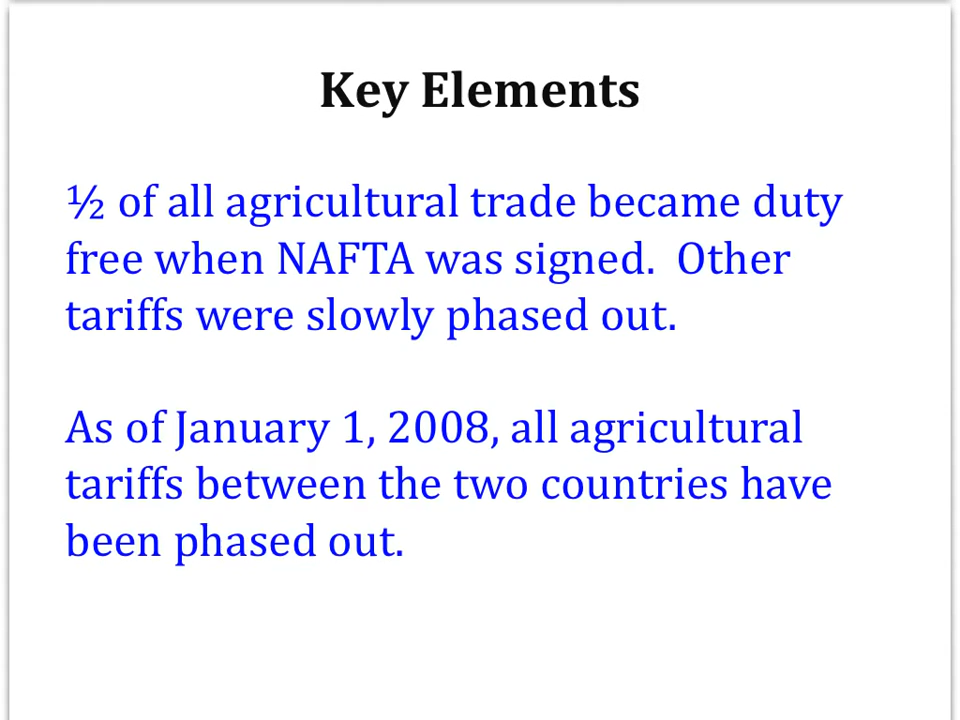 Key Elements
½ of all agricultural trade became duty
free when NAFTA was signed.  Other
tariffs were slowly phased out.
As of January 1, 2008, all agricultural
tariffs between the two countries have
been phased out.